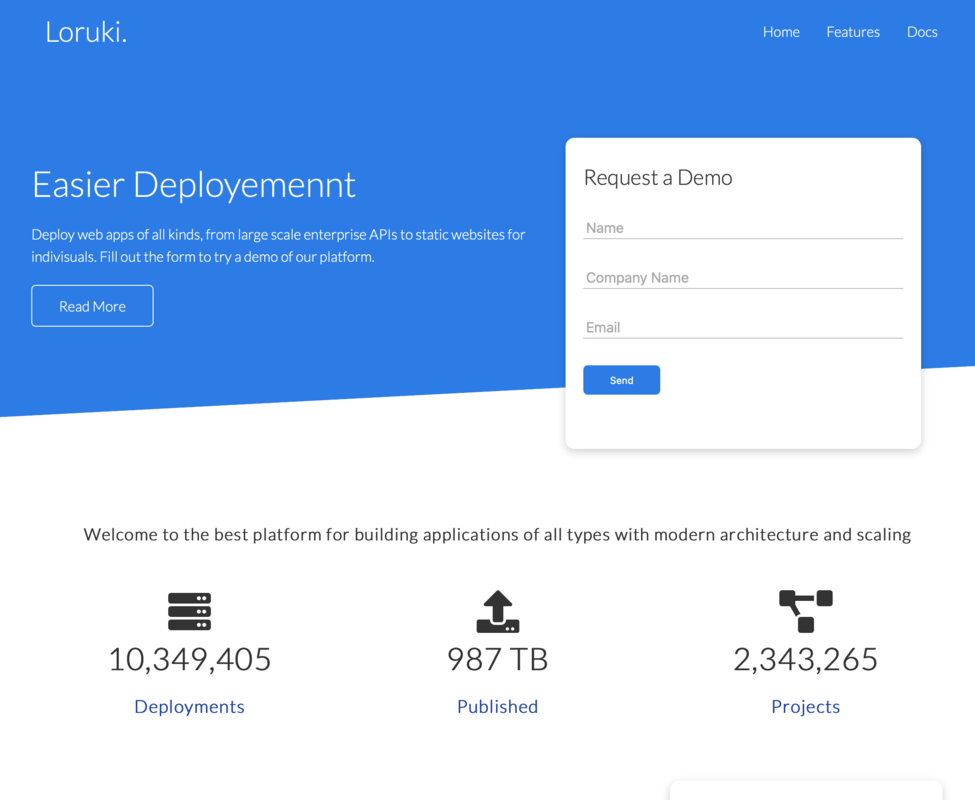 Loruki.
Home Features Docs
Easier Deployemennt
Deploy web apps of all kinds, from large scale enterprise APIs to static websites for
indivisuals. Fill out the form to try a demo of our platform.
Read More
Request a Demo
Name
Company Name
Email
Send
Welcome to the best platform for building applications of all types with modern architecture and scaling
10,349,405
Deployments
987 TB
Published
2,343,265
Projects